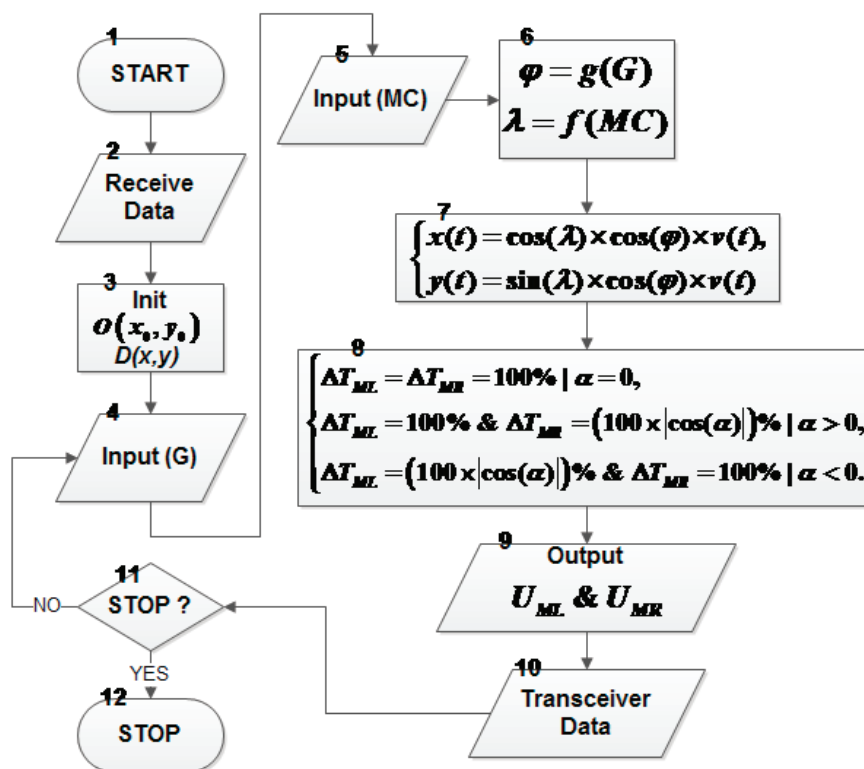 1
START
2
Receive
Data
3
Init
O(x₀, y₀)
D(x,y)
4
Input (G)
5
Input (MC)
6
φ = g(G)
λ = f(MC)
7
x(t) = cos(λ)×cos(φ)×v(t),
y(t) = sin(λ)×cos(φ)×v(t)
8
ΔT_ML = ΔT_MR = 100% | α = 0,
ΔT_ML = 100% & ΔT_MR = (100 × |cos(α)|)% | α > 0,
ΔT_ML = (100 × |cos(α)|)% & ΔT_MR = 100% | α < 0.
9
Output
U_ML & U_MR
10
Transceiver
Data
11
STOP ?
NO
YES
12
STOP